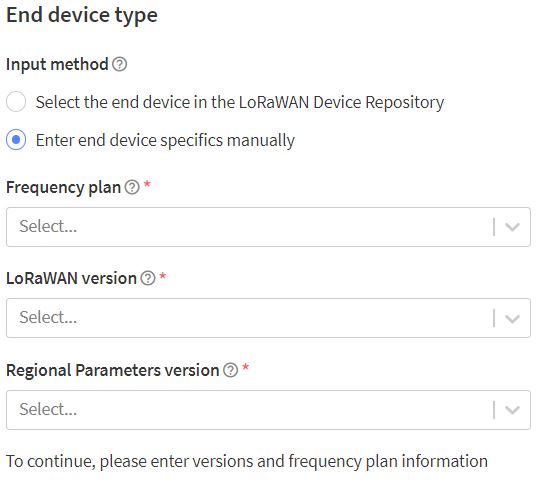 End device type
Input method ?
Select the end device in the LoRaWAN Device Repository
Enter end device specifics manually
Frequency plan ? *
Select...
LoRaWAN version ? *
Select...
Regional Parameters version ? *
Select...
To continue, please enter versions and frequency plan information